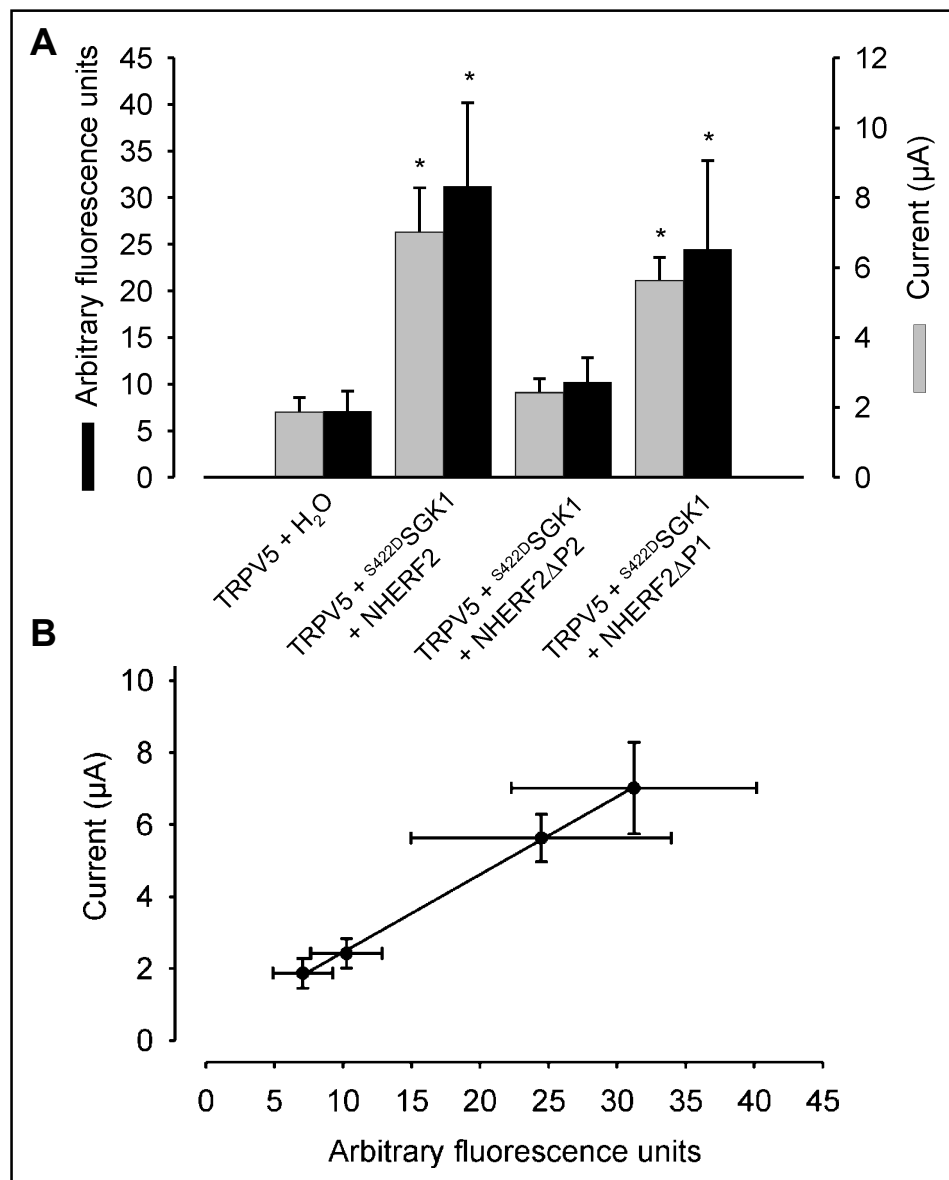 A
Arbitrary fluorescence units
45
40
35
30
25
20
15
10
5
0
* * * *
12
10
8
6
4
2
0
Current (µA)
TRPV5 + H₂O
TRPV5 + ˢ⁴²²ᴰSGK1
+ NHERF2
TRPV5 + ˢ⁴²²ᴰSGK1
+ NHERF2ΔP2
TRPV5 + ˢ⁴²²ᴰSGK1
+ NHERF2ΔP1
B
Current (µA)
10
8
6
4
2
0
0 5 10 15 20 25 30 35 40 45
Arbitrary fluorescence units